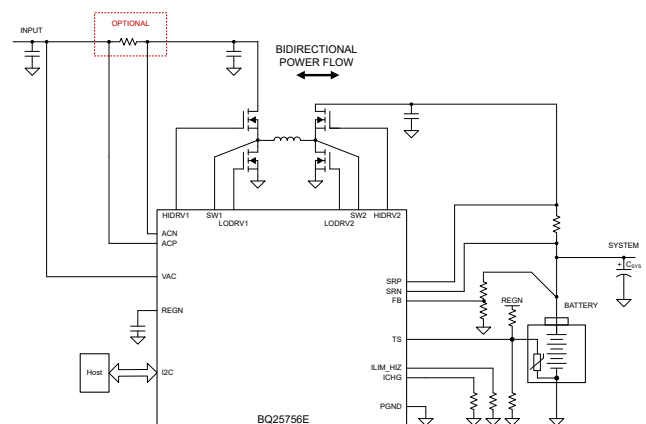 INPUT
OPTIONAL
BIDIRECTIONAL
POWER FLOW
HIDRV1
SW1
LODRV1
LODRV2
SW2
HIDRV2
ACN
ACP
VAC
REGN
Host
I2C
SRP
SRN
FB
TS
ILIM_HIZ
ICHG
PGND
REGN
BATTERY
SYSTEM
+ CSYS
BQ25756E